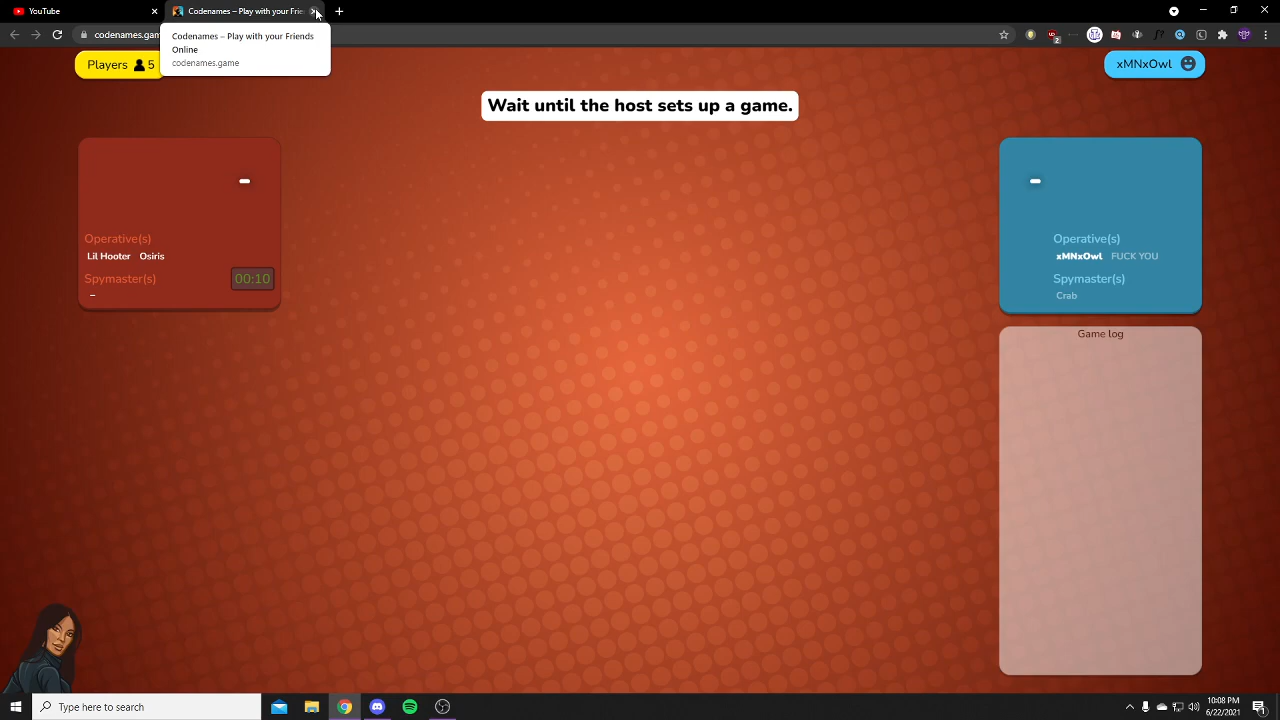 YouTube
Codenames – Play with your Frie
codenames.gam
Codenames – Play with your Friends
Online
codenames.game
Players 5
xMNxOwl
Wait until the host sets up a game.
-
Operative(s)
Lil Hooter Osiris
Spymaster(s)
00:10
–
-
Operative(s)
xMNxOwl FUCK YOU
Spymaster(s)
Crab
Game log
Type here to search
10:08 PM
6/22/2021